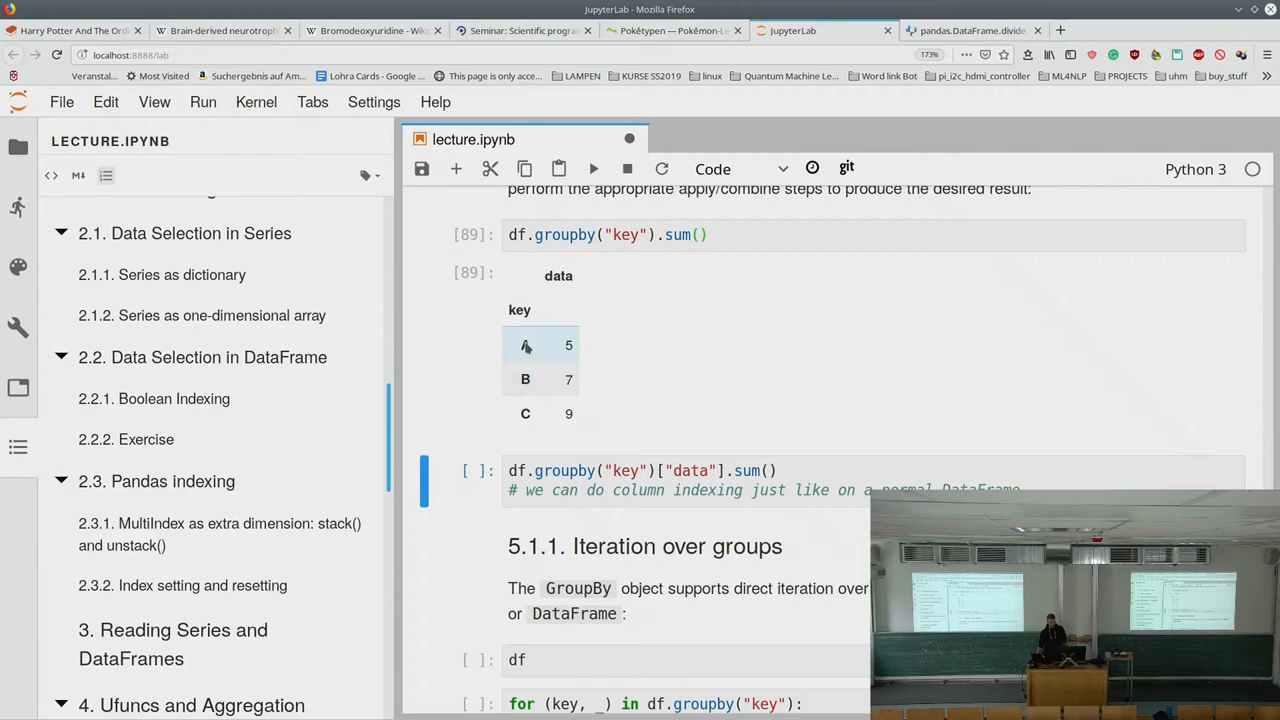 JupyterLab - Mozilla Firefox
Harry Potter And The Ord
Brain-derived neurotroph
Bromodeoxyuridine - Wiki
Seminar: Scientific progra
Pokétypen — Pokémon-Le
JupyterLab
pandas.DataFrame.divide
localhost:8888/lab
173%
Veranstal...
Most Visited
Suchergebnis auf Am...
Lohra Cards - Google ...
This page is only acce...
LAMPEN
KURSE SS2019
linux
Quantum Machine Le...
Word link Bot
pi_i2c_hdmi_controller
ML4NLP
PROJECTS
uhm
buy_stuff
File Edit View Run Kernel Tabs Settings Help
LECTURE.IPYNB
2.1. Data Selection in Series
2.1.1. Series as dictionary
2.1.2. Series as one-dimensional array
2.2. Data Selection in DataFrame
2.2.1. Boolean Indexing
2.2.2. Exercise
2.3. Pandas indexing
2.3.1. MultiIndex as extra dimension: stack()
and unstack()
2.3.2. Index setting and resetting
3. Reading Series and
DataFrames
4. Ufuncs and Aggregation
lecture.ipynb
Code
git
Python 3
perform the appropriate apply/combine steps to produce the desired result:
[89]: df.groupby("key").sum()
[89]: data
key
A 5
B 7
C 9
[ ]: df.groupby("key")["data"].sum()
# we can do column indexing just like on a normal DataFrame
5.1.1. Iteration over groups
The GroupBy object supports direct iteration over
or DataFrame:
[ ]: df
[ ]: for (key, _) in df.groupby("key"):